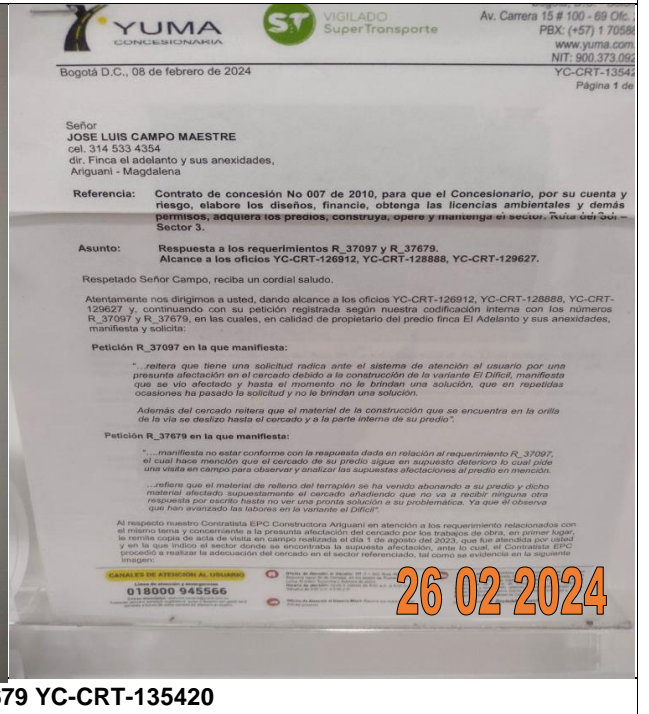 YUMA
CONCESIONARIA
ST
VIGILADO
SuperTransporte
Av. Carrera 15 # 100 - 69 Ofc.
PBX: (+57) 1 7058
www.yuma.com
NIT: 900.373.092
Bogotá D.C., 08 de febrero de 2024
YC-CRT-13542
Página 1 de
Señor
JOSE LUIS CAMPO MAESTRE
cel. 314 533 4354
dir. Finca el adelanto y sus anexidades,
Ariguani - Magdalena
Referencia: Contrato de concesión No 007 de 2010, para que el Concesionario, por su cuenta y
riesgo, elabore los diseños, financie, obtenga las licencias ambientales y demás
permisos, adquiera los predios, construya, opere y mantenga el sector. Ruta del Sol –
Sector 3.
Asunto: Respuesta a los requerimientos R_37097 y R_37679.
Alcance a los oficios YC-CRT-126912, YC-CRT-128888, YC-CRT-129627.
Respetado Señor Campo, reciba un cordial saludo.
Atentamente nos dirigimos a usted, dando alcance a los oficios YC-CRT-126912, YC-CRT-128888, YC-CRT-
129627 y, continuando con su petición registrada según nuestra codificación interna con los números
R_37097 y R_37679, en las cuales, en calidad de propietario del predio finca El Adelanto y sus anexidades,
manifiesta y solicita:
Petición R_37097 en la que manifiesta:
"…reitera que tiene una solicitud radica ante el sistema de atención al usuario por una
presunta afectación en el cercado debido a la construcción de la variante El Difícil, manifiesta
que se vio afectado y hasta el momento no le brindan una solución, que en repetidas
ocasiones ha pasado la solicitud y no le brindan una solución.
Además del cercado reitera que el material de la construcción que se encuentra en la orilla
de la vía se deslizo hasta el cercado y a la parte interna de su predio".
Petición R_37679 en la que manifiesta:
"….manifiesta no estar conforme con la respuesta dada en relación al requerimiento R_37097,
el cual hace mención que el cercado de su predio sigue en supuesto deterioro lo cual pide
una visita en campo para observar y analizar las supuestas afectaciones al predio en mención.
…refiere que el material de relleno del terraplén se ha venido abonando a su predio y dicho
material afectado supuestamente el cercado añadiendo que no va a recibir ninguna otra
respuesta por escrito hasta no ver una pronta solución a su problemática. Ya que él observa
que han avanzado las labores en la variante el Difícil".
Al respecto nuestro Contratista EPC Constructora Ariguani en atención a los requerimiento relacionados con
el mismo tema y concerniente a la presunta afectación del cercado por los trabajos de obra, en primer lugar,
le remite copia de acta de visita en campo realizada el día 1 de agosto del 2023, que fue atendida por usted
y en la que indico el sector donde se encontraba la supuesta afectación, ante lo cual, el Contratista EPC
procedió a realizar la adecuación del cercado en el sector referenciado, tal como se evidencia en la siguiente
imagen:
CANALES DE ATENCIÓN AL USUARIO
Línea de atención y emergencias
018000 945566
26 02 2024
79 YC-CRT-135420